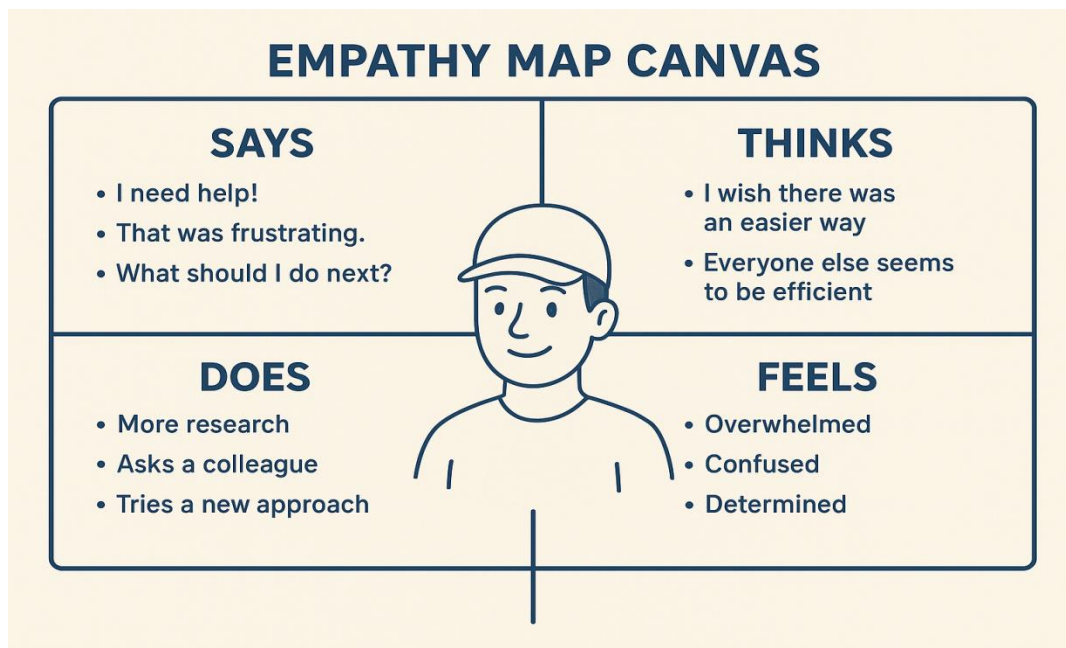 EMPATHY MAP CANVAS
SAYS
• I need help!
• That was frustrating.
• What should I do next?
THINKS
• I wish there was
an easier way
• Everyone else seems
to be efficient
DOES
• More research
• Asks a colleague
• Tries a new approach
FEELS
• Overwhelmed
• Confused
• Determined